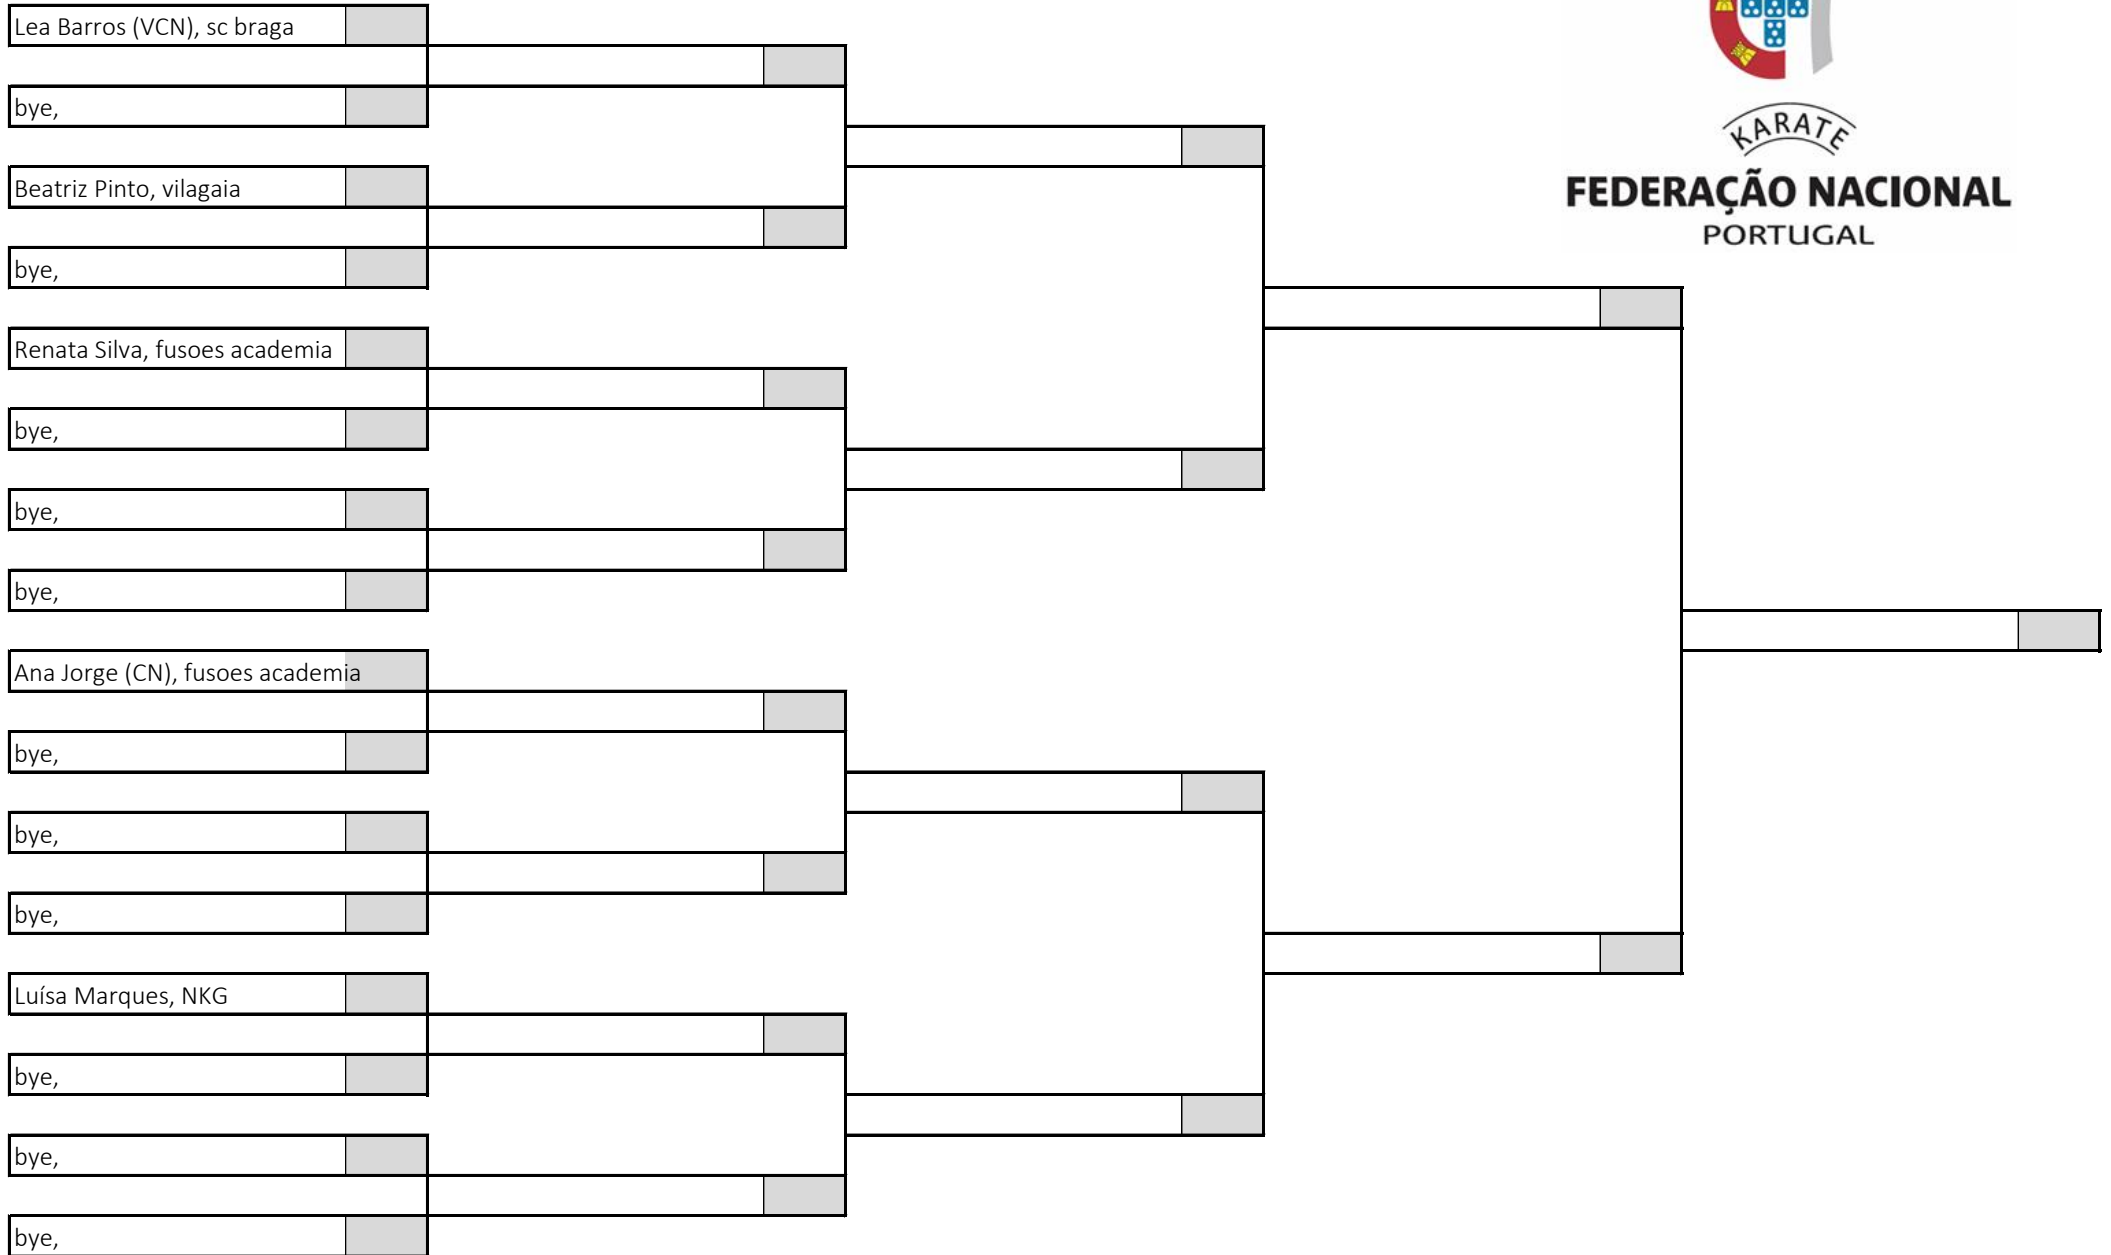 Lea Barros (VCN), sc braga
bye,
Beatriz Pinto, vilagaia
bye,
Renata Silva, fusoes academia
bye,
bye,
bye,
Ana Jorge (CN), fusoes academia
bye,
bye,
bye,
Luísa Marques, NKG
bye,
bye,
bye,
KARATE
FEDERAÇÃO NACIONAL
PORTUGAL